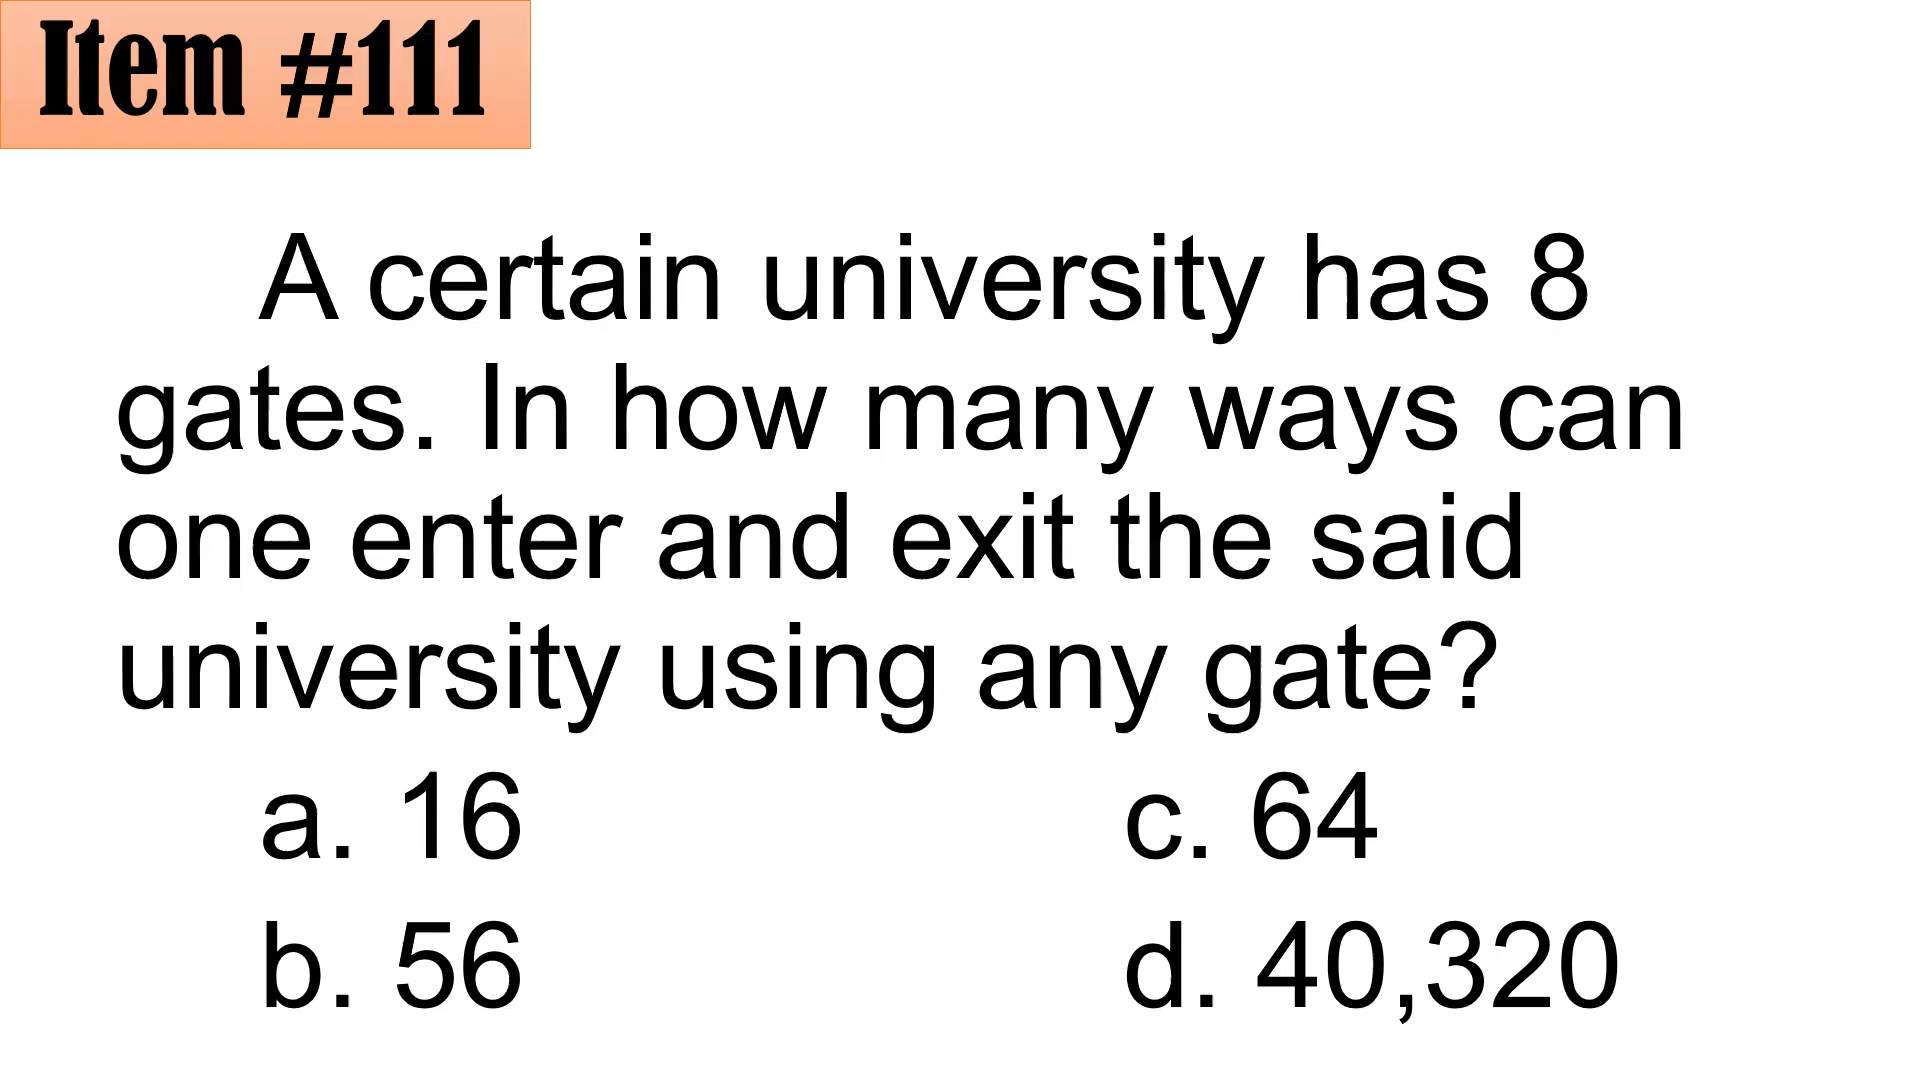 Item #111
A certain university has 8
gates. In how many ways can
one enter and exit the said
university using any gate?
a. 16 c. 64
b. 56 d. 40,320